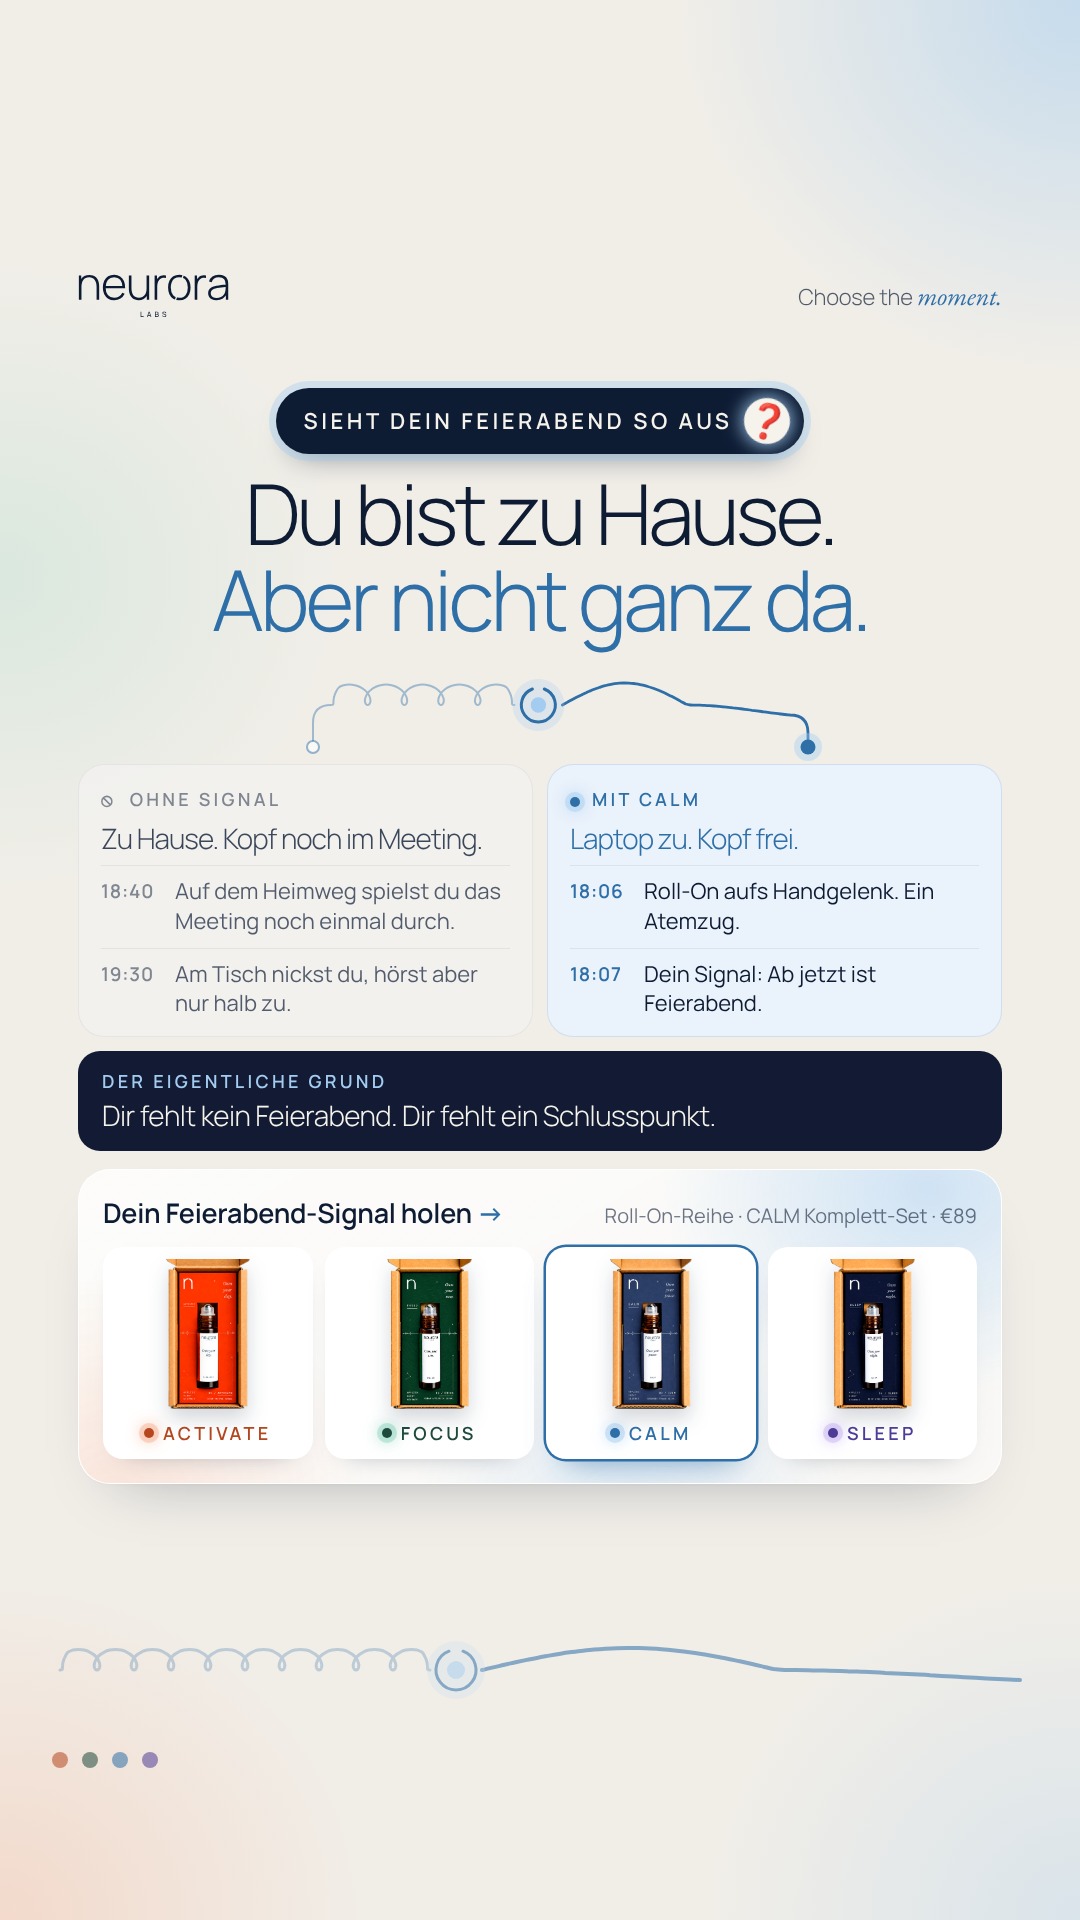 neurora
LABS
Choose the moment.
SIEHT DEIN FEIERABEND SO AUS ❓
Du bist zu Hause.
Aber nicht ganz da.
OHNE SIGNAL
Zu Hause. Kopf noch im Meeting.
18:40 Auf dem Heimweg spielst du das
Meeting noch einmal durch.
19:30 Am Tisch nickst du, hörst aber
nur halb zu.
MIT CALM
Laptop zu. Kopf frei.
18:06 Roll-On aufs Handgelenk. Ein
Atemzug.
18:07 Dein Signal: Ab jetzt ist
Feierabend.
DER EIGENTLICHE GRUND
Dir fehlt kein Feierabend. Dir fehlt ein Schlusspunkt.
Dein Feierabend-Signal holen →
Roll-On-Reihe · CALM Komplett-Set · €89
n
n
n
n
ACTIVATE
FOCUS
CALM
SLEEP